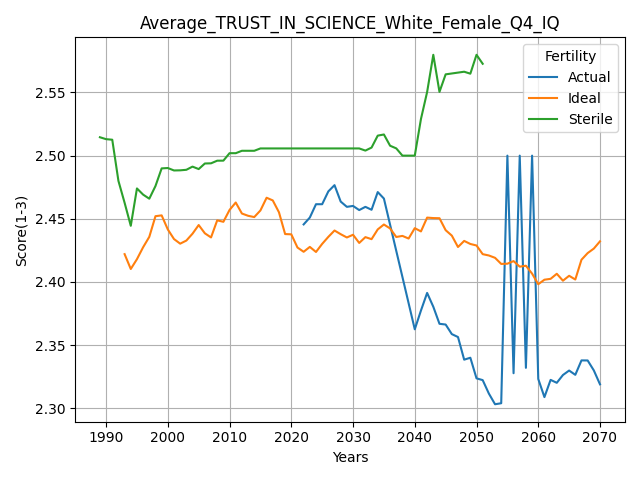 Average_TRUST_IN_SCIENCE_White_Female_Q4_IQ
Fertility
Actual
Ideal
Sterile
Score(1-3)
2.55
2.50
2.45
2.40
2.35
2.30
1990 2000 2010 2020 2030 2040 2050 2060 2070
Years